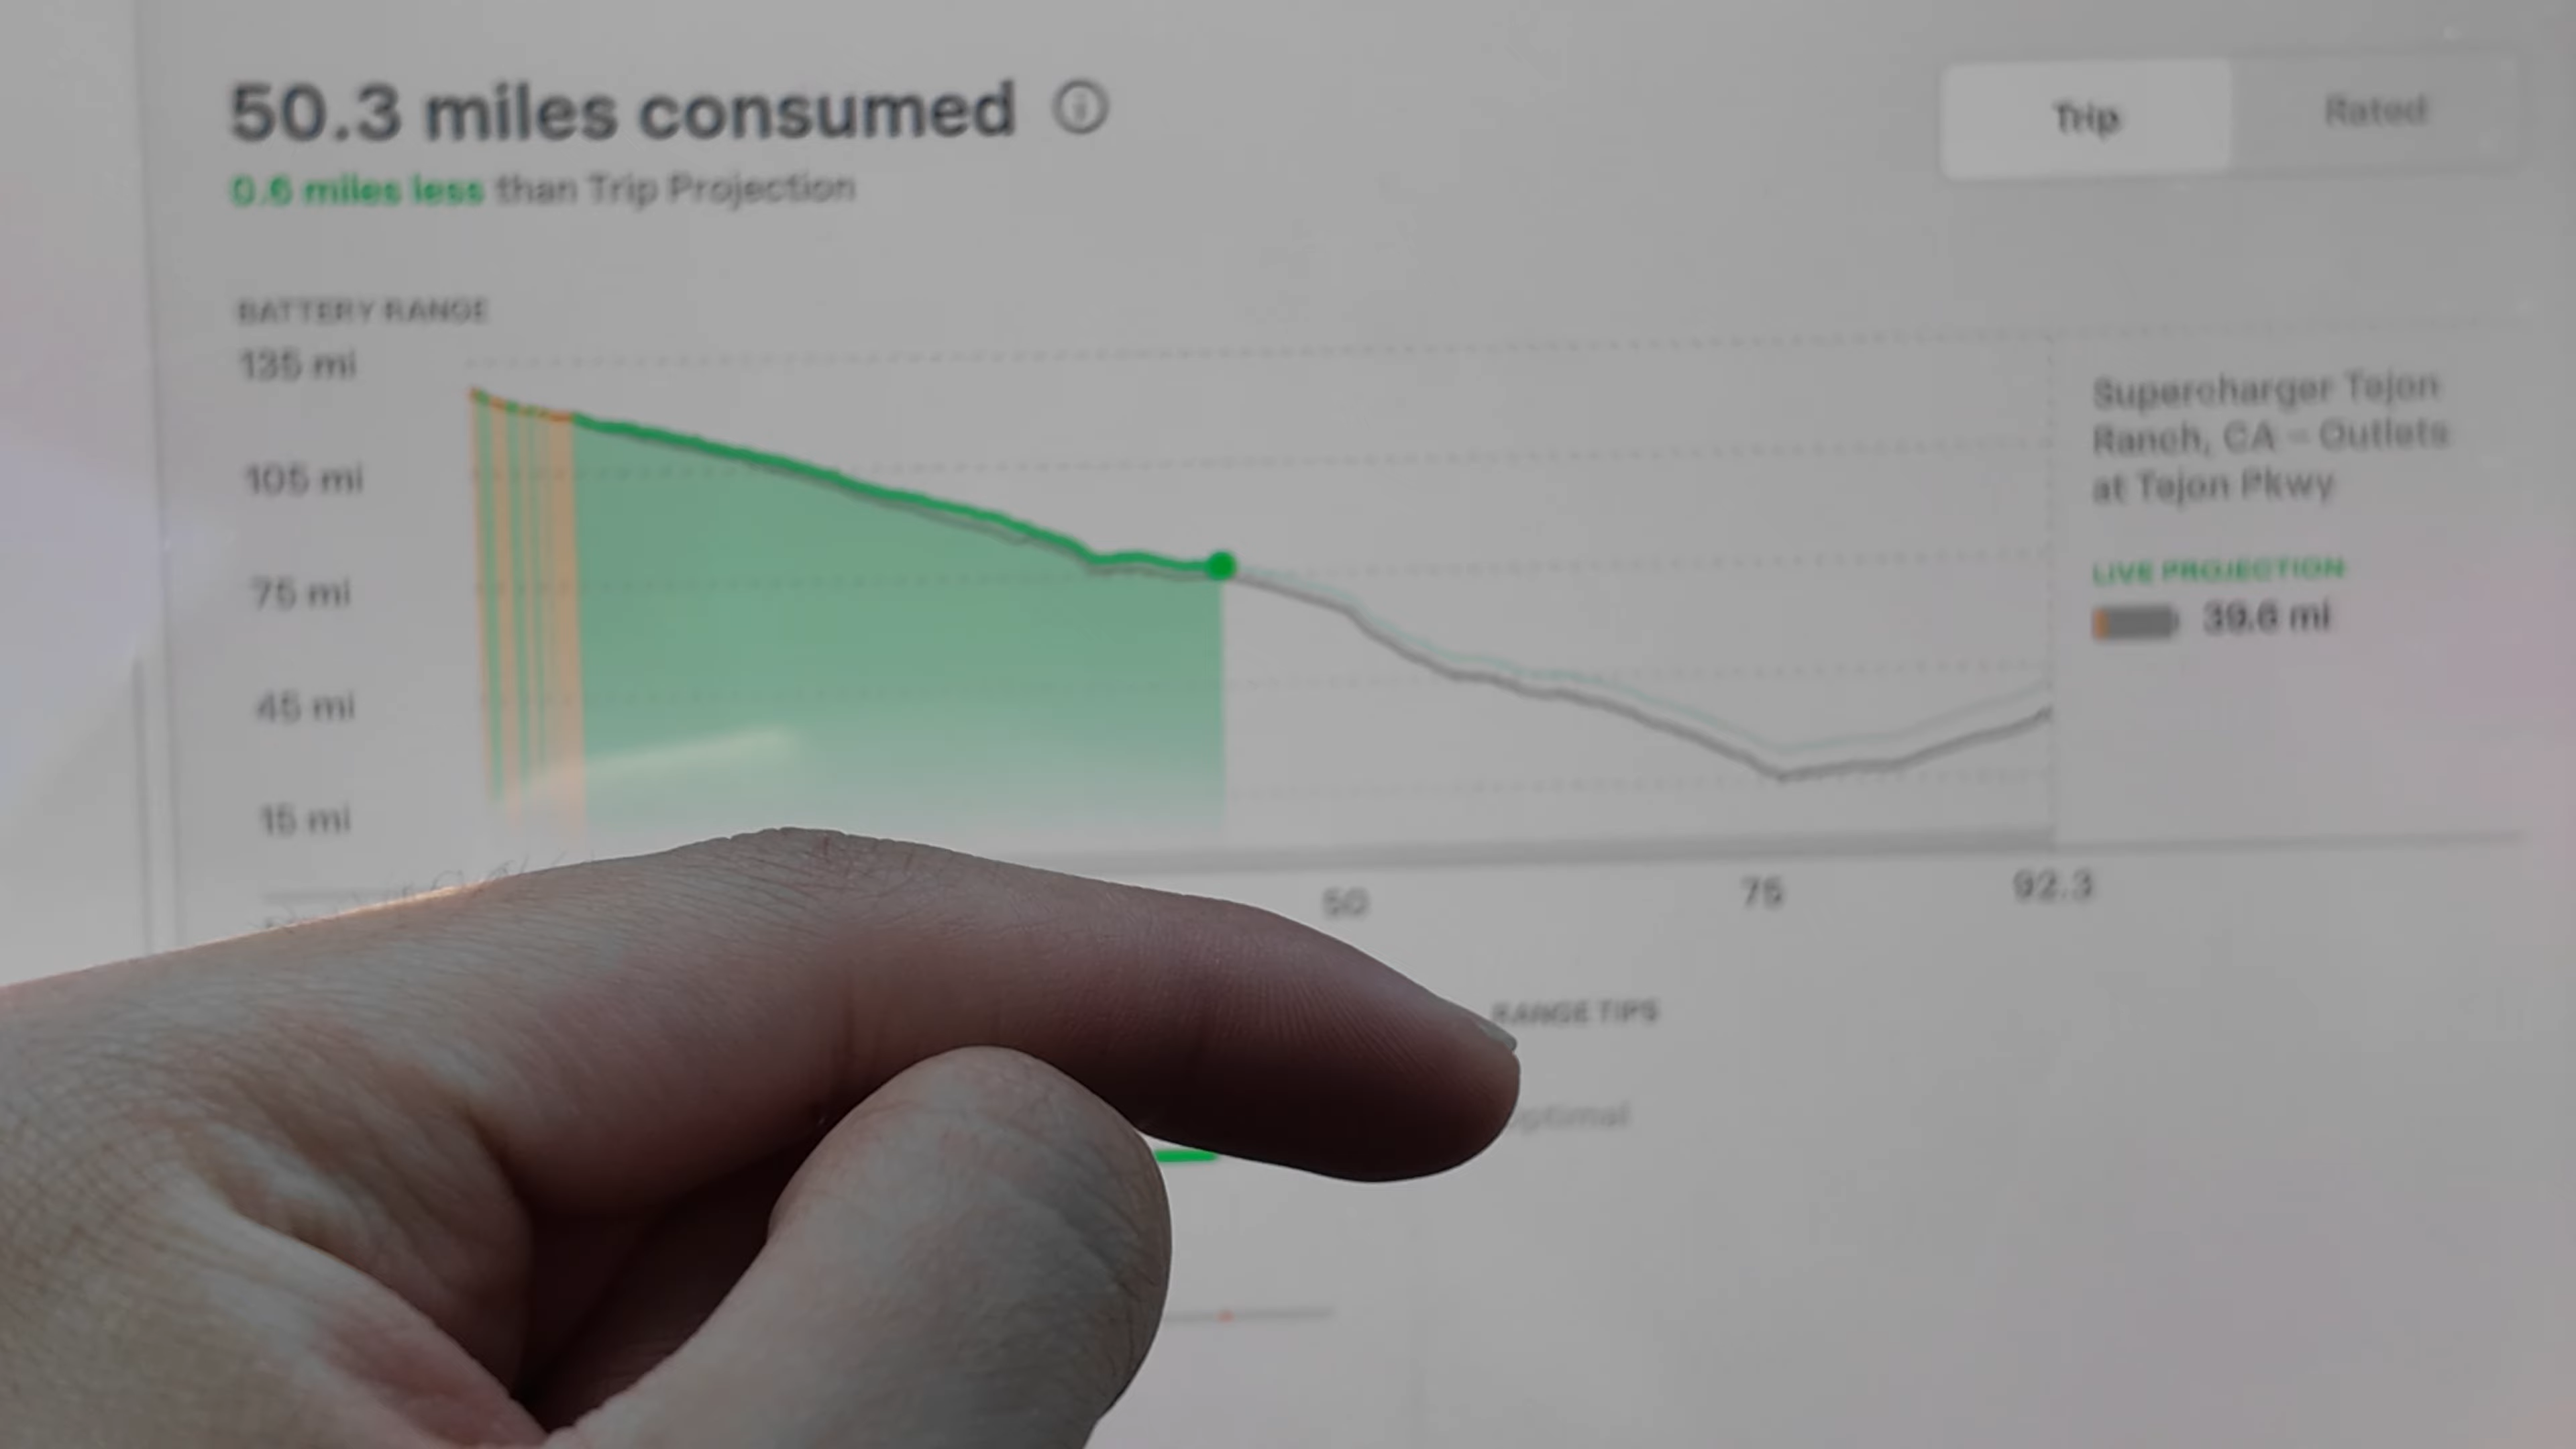 50.3 miles consumed
Trip
Rated
0.6 miles less than Trip Projection
BATTERY RANGE
135 mi
105 mi
75 mi
45 mi
15 mi
Supercharger Tejon
Ranch, CA – Outlets
at Tejon Pkwy
LIVE PROJECTION
39.6 mi
50
75
92.3
RANGE TIPS
optimal